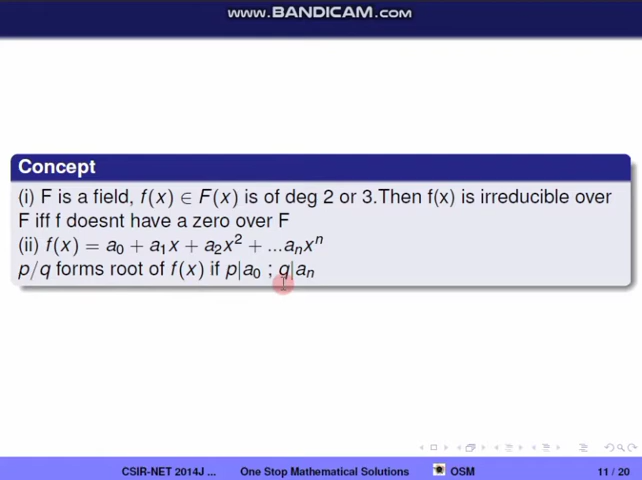 www.BANDICAM.com
Concept
(i) F is a field, f(x) ∈ F(x) is of deg 2 or 3.Then f(x) is irreducible over
F iff f doesnt have a zero over F
(ii) f(x) = a₀ + a₁x + a₂x² + ...aₙxⁿ
p/q forms root of f(x) if p|a₀ ; q|aₙ
CSIR-NET 2014J ... One Stop Mathematical Solutions OSM 11 / 20